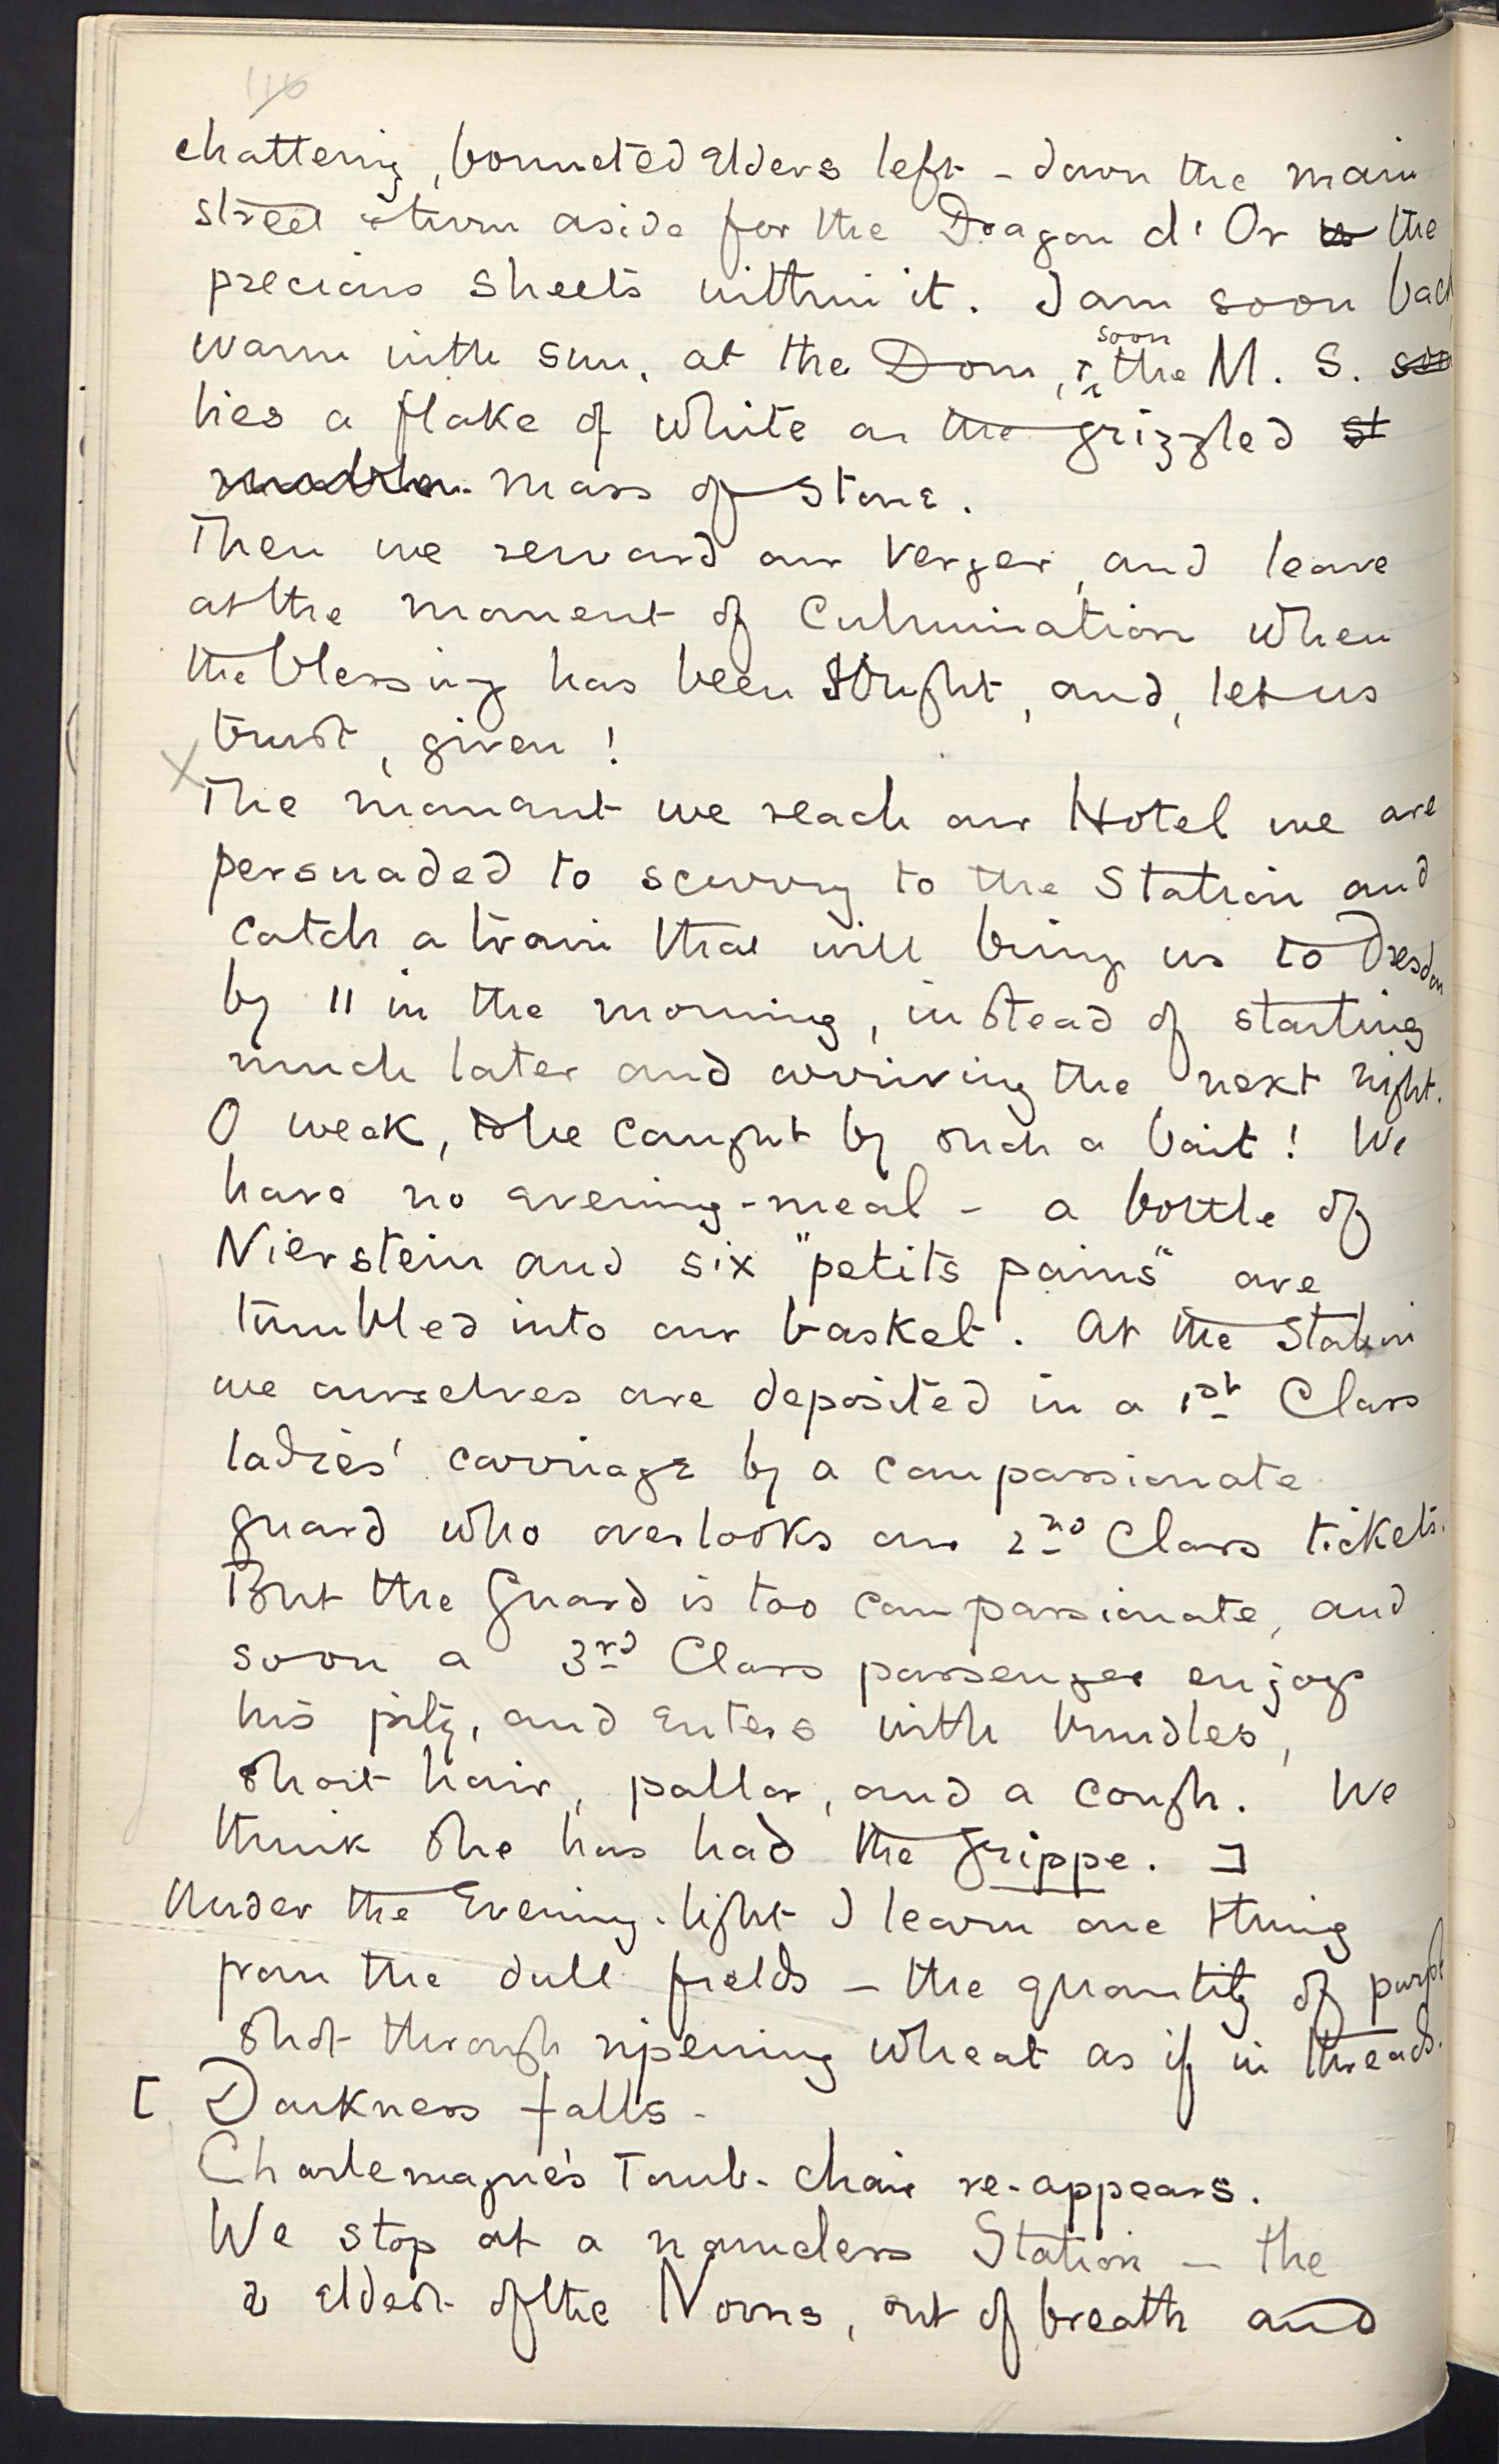 116
chattering, bonneted Elders left – down the main
street & turn aside for the Dragon d'Or the
precious sheets within it. I am soon back
warm with sun, at the Dom, & soon the M.S. soo
lies a flake of white on the grizzled st
mass of stone.
Then we reward our Verger, and leave
at the moment of Culmination when
the blessing has been sought, and, let us
trust, given!
X
The moment we reach our Hotel we are
persuaded to scurry to the Station and
catch a train that will bring us to Dresden
by 11 in the morning, instead of starting
much later and arriving the next night.
O weak, to be caught by such a bait! We
have no evening-meal – a bottle of
Nierstein and six "petits pains" are
tumbled into our basket. At the Station
we ourselves are deposited in a 1st Class
ladies' carriage by a compassionate
guard who overlooks our 2nd Class tickets.
But the Guard is too compassionate, and
soon a 3rd Class passenger enjoys
his pity, and enters with bundles,
short hair, pallor, and a cough. We
think she has had the grippe. ]
Under the Evening-light I learn one thing
from the dull fields – the quantity of purple
shot through ripening wheat as if in threads.
[ Darkness falls –
Charlemagne's Tomb-chair re-appears.
We stop at a nameless Station – the
2 eldest of the Norns, out of breath and